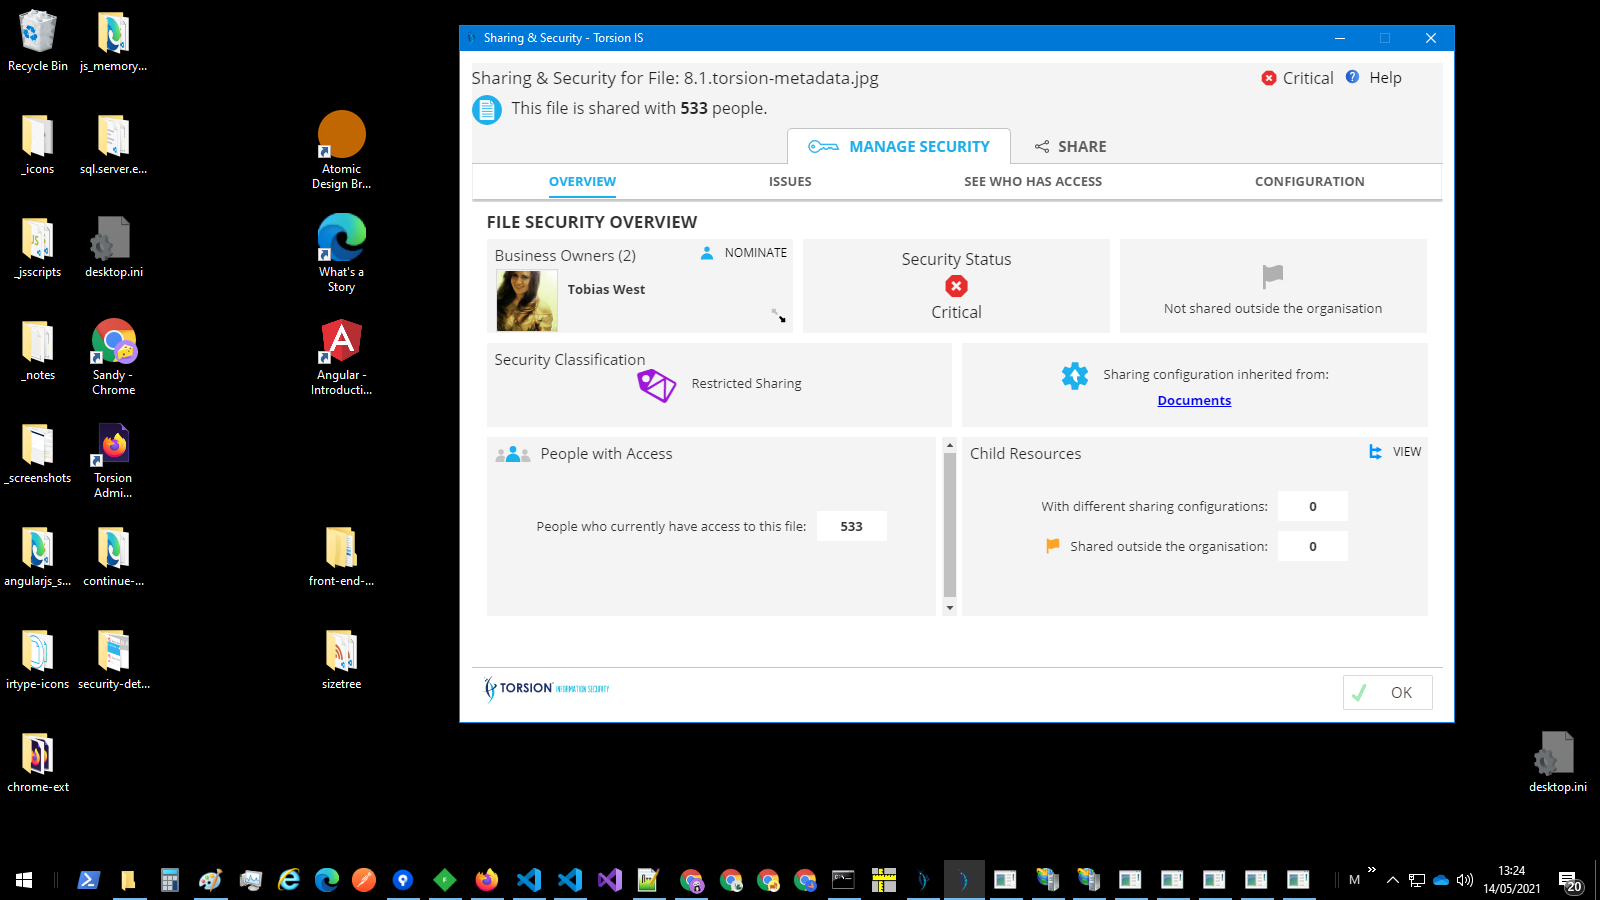 Recycle Bin
js_memory...
_icons
sql.server.e...
Atomic
Design Br...
_jsscripts
desktop.ini
What's a
Story
_notes
Sandy -
Chrome
Angular -
Introducti...
_screenshots
Torsion
Admi...
angularjs_s...
continue-...
front-end-...
irtype-icons
security-det...
sizetree
chrome-ext
desktop.ini
Sharing & Security - Torsion IS
Sharing & Security for File: 8.1.torsion-metadata.jpg
Critical
Help
This file is shared with 533 people.
MANAGE SECURITY
SHARE
OVERVIEW
ISSUES
SEE WHO HAS ACCESS
CONFIGURATION
FILE SECURITY OVERVIEW
Business Owners (2)
NOMINATE
Tobias West
Security Status
Critical
Not shared outside the organisation
Security Classification
Restricted Sharing
Sharing configuration inherited from:
Documents
People with Access
People who currently have access to this file: 533
Child Resources
VIEW
With different sharing configurations: 0
Shared outside the organisation: 0
TORSION INFORMATION SECURITY
OK
M
13:24
14/05/2021
20